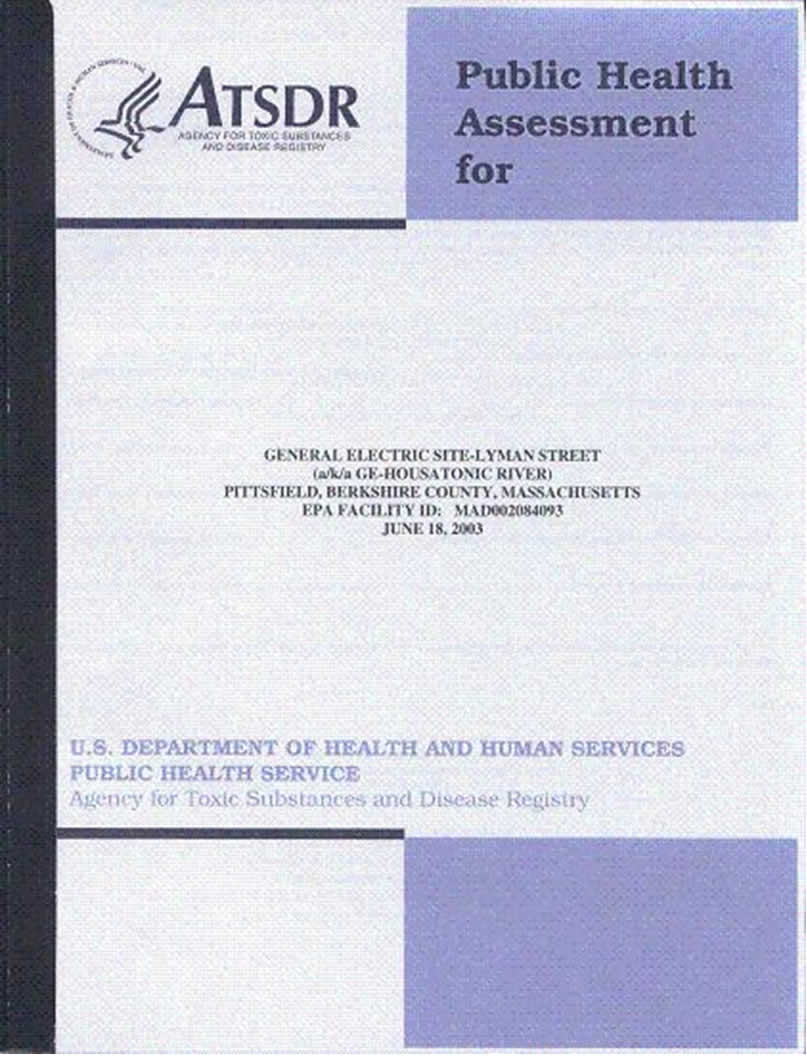 ATSDR
AGENCY FOR TOXIC SUBSTANCES
AND DISEASE REGISTRY
Public Health
Assessment
for
GENERAL ELECTRIC SITE-LYMAN STREET
(a/k/a GE-HOUSATONIC RIVER)
PITTSFIELD, BERKSHIRE COUNTY, MASSACHUSETTS
EPA FACILITY ID: MAD002084093
JUNE 18, 2003
U.S. DEPARTMENT OF HEALTH AND HUMAN SERVICES
PUBLIC HEALTH SERVICE
Agency for Toxic Substances and Disease Registry